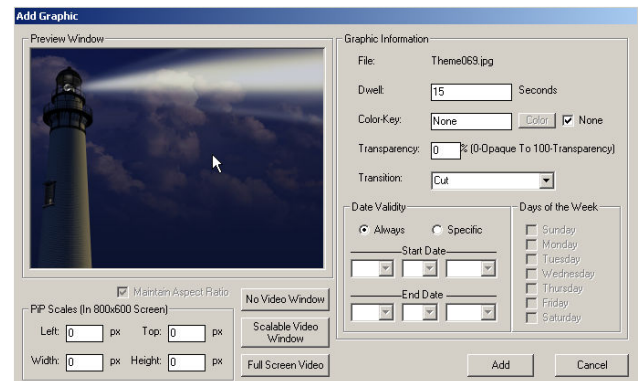 Add Graphic
Preview Window
Graphic Information
File: Theme069.jpg
Dwell: 15 Seconds
Color-Key: None Color None
Transparency: 0 % (0-Opaque To 100-Transparency)
Transition: Cut
Date Validity
Always Specific
Start Date
End Date
Days of the Week
Sunday
Monday
Tuesday
Wednesday
Thursday
Friday
Saturday
Maintain Aspect Ratio
PiP Scales (In 800x600 Screen)
Left: 0 px Top: 0 px
Width: 0 px Height: 0 px
No Video Window
Scalable Video
Window
Full Screen Video
Add Cancel